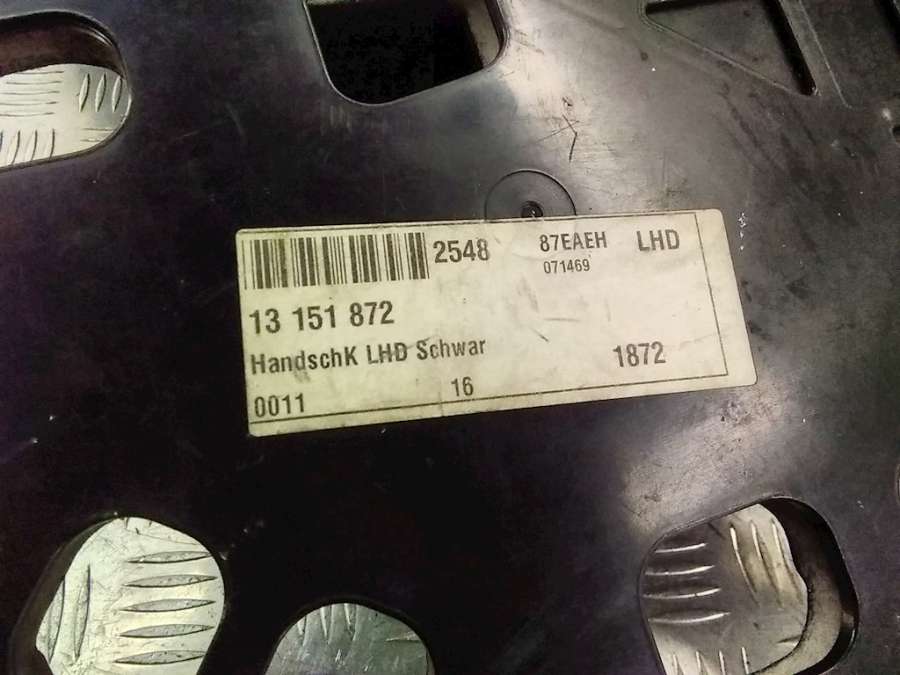 2548 87EAEH LHD
071469
13 151 872
HandschK LHD Schwar
1872
0011 16